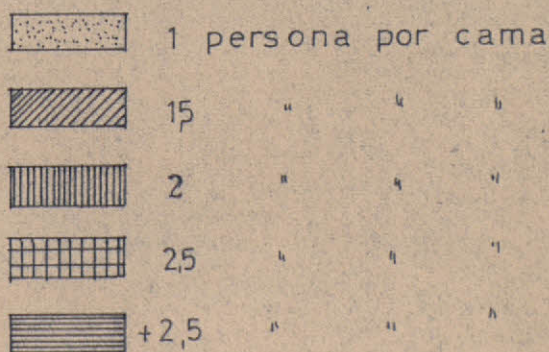 1 persona por cama
1,5 " " "
2 " " "
2,5 " " "
+2,5 " " "